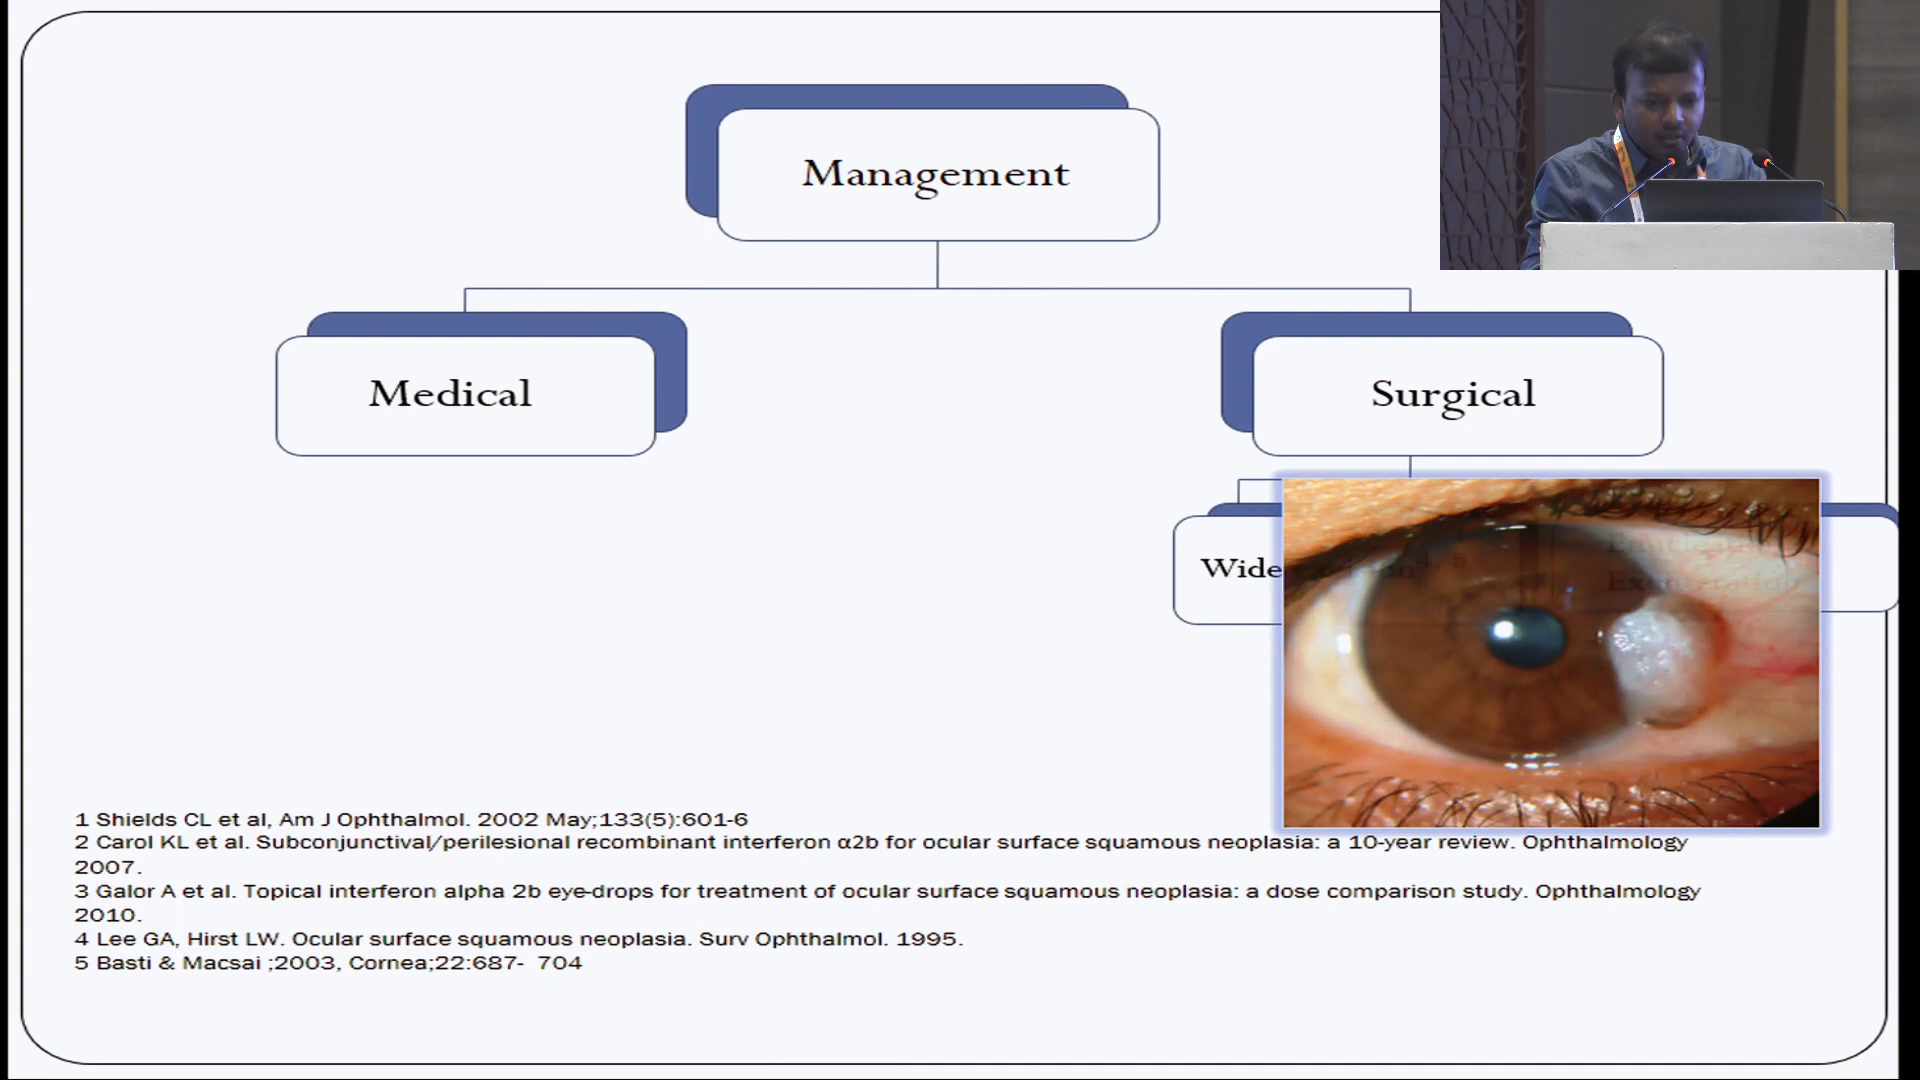 Management
Medical
Surgical
Wide excision
Exenteration
1 Shields CL et al, Am J Ophthalmol. 2002 May;133(5):601-6
2 Carol KL et al. Subconjunctival/perilesional recombinant interferon α2b for ocular surface squamous neoplasia: a 10-year review. Ophthalmology
2007.
3 Galor A et al. Topical interferon alpha 2b eye-drops for treatment of ocular surface squamous neoplasia: a dose comparison study. Ophthalmology
2010.
4 Lee GA, Hirst LW. Ocular surface squamous neoplasia. Surv Ophthalmol. 1995.
5 Basti & Macsai ;2003, Cornea;22:687- 704